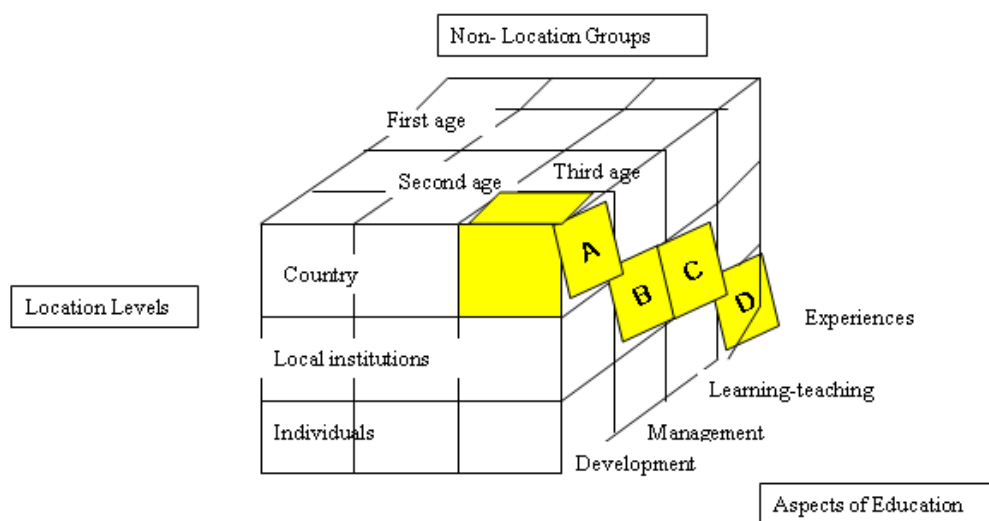 Non- Location Groups
First age
Second age
Third age
A
B
C
D
Country
Location Levels
Experiences
Local institutions
Learning-teaching
Individuals
Management
Development
Aspects of Education